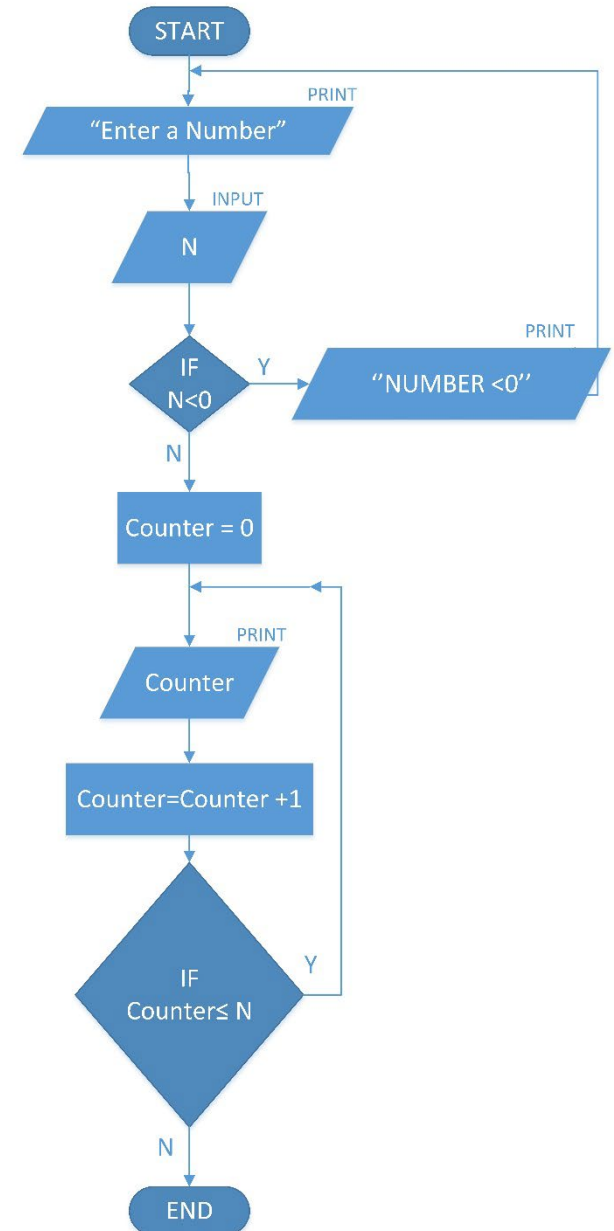 START
PRINT
“Enter a Number”
INPUT
N
PRINT
IF
N<0
Y
‘’NUMBER <0’’
N
Counter = 0
PRINT
Counter
Counter=Counter +1
IF
Counter≤ N
Y
N
END